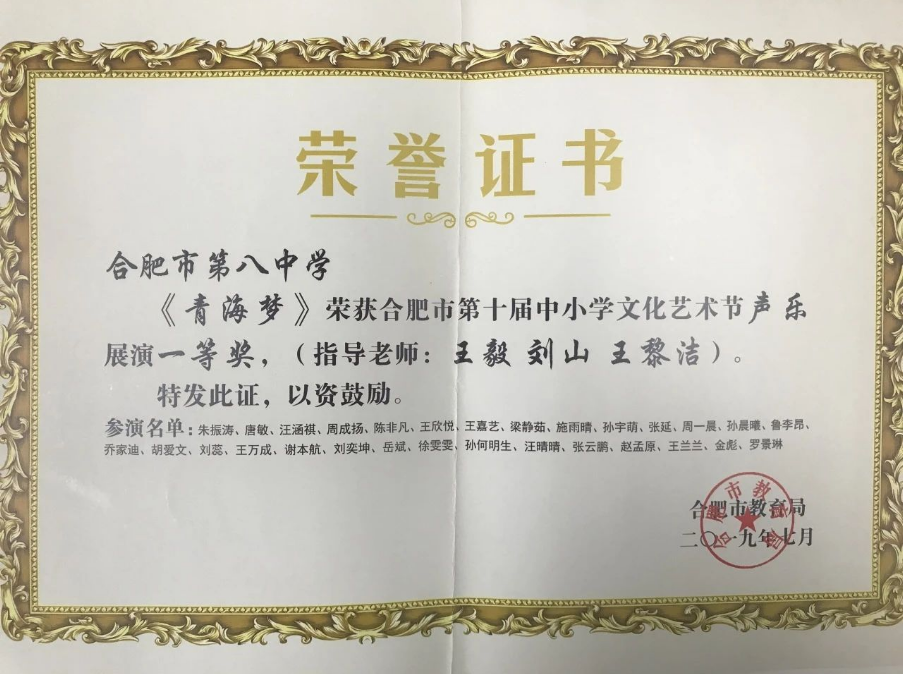 荣誉证书
合肥市第八中学
《青海梦》荣获合肥市第十届中小学文化艺术节声乐
展演一等奖，（指导老师：王毅 刘山 王黎洁）。
特发此证，以资鼓励。
参演名单：朱振涛、唐敏、汪涵祺、周成扬、陈非凡、王欣悦、王嘉艺、梁静茹、施雨晴、孙宇萌、张延、周一晨、孙晨曦、鲁李昂、
乔家迪、胡爱文、刘蕊、王万成、谢本航、刘奕坤、岳斌、徐雯雯、孙何明生、汪晴晴、张云鹏、赵孟原、王兰兰、金彪、罗景琳
合肥市教育局
二〇一九年七月
合肥市教育局